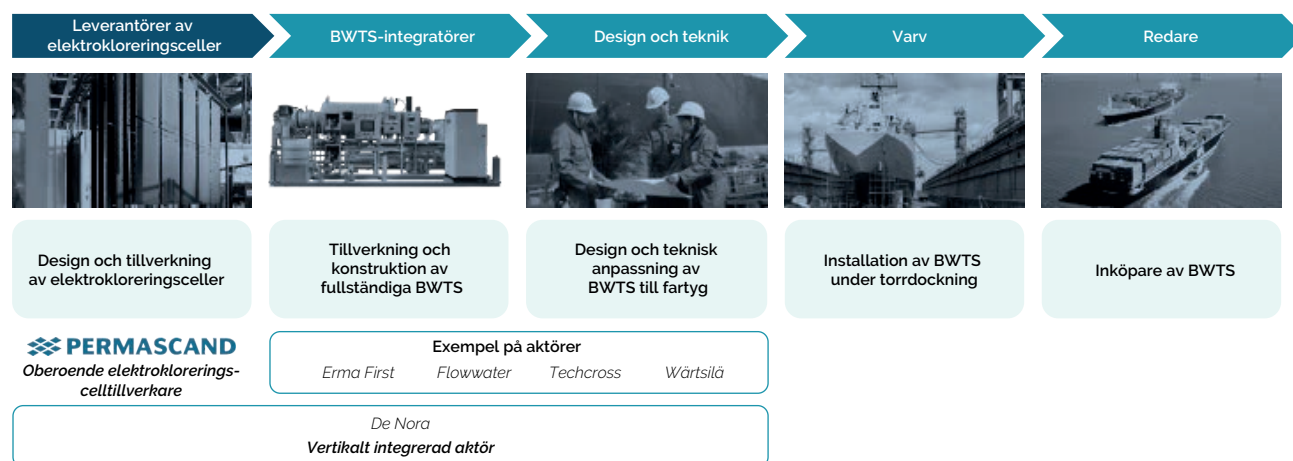 Leverantörer av
elektrokloreringsceller
BWTS-integratörer
Design och teknik
Varv
Redare
Design och tillverkning
av elektrokloreringsceller
Tillverkning och
konstruktion av
fullständiga BWTS
Design och teknisk
anpassning av
BWTS till fartyg
Installation av BWTS
under torrdockning
Inköpare av BWTS
PERMASCAND
Oberoende elektroklorerings-
celltillverkare
Exempel på aktörer
Erma First Flowwater Techcross Wärtsilä
De Nora
Vertikalt integrerad aktör